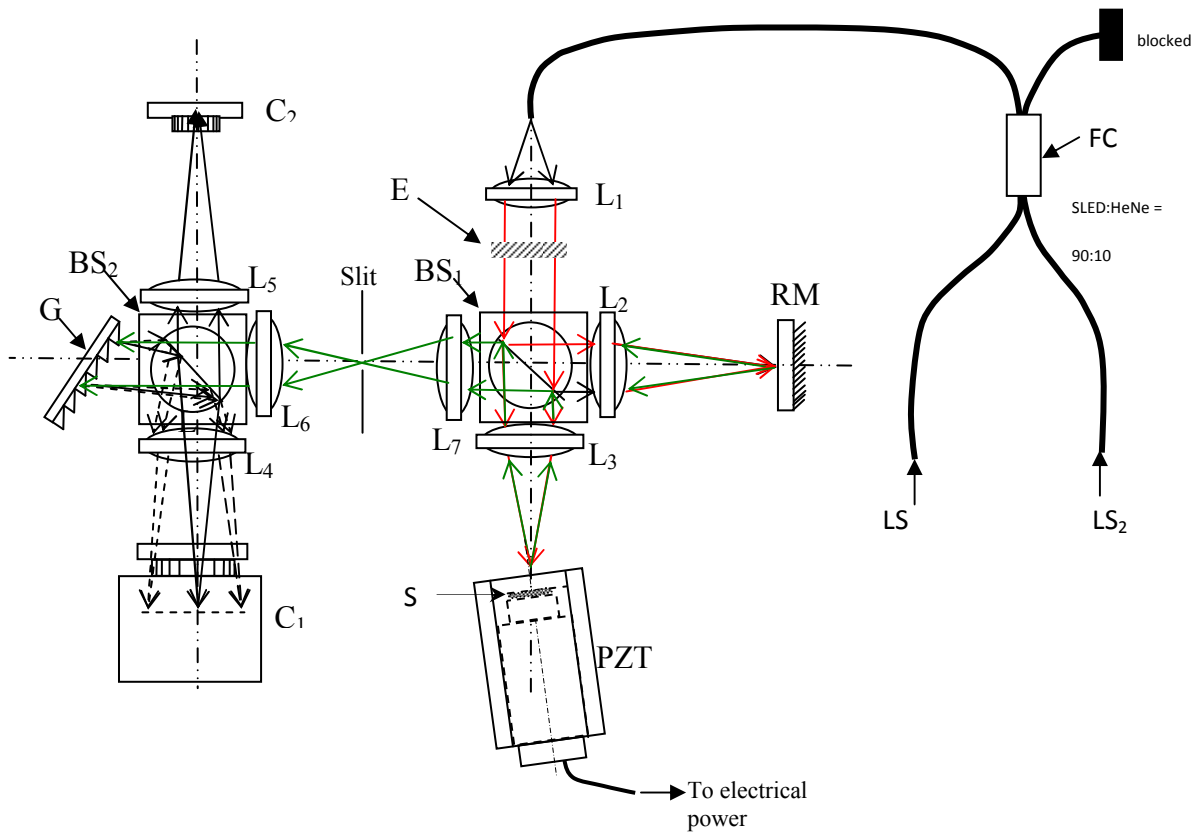 blocked
C₂
FC
E
L₁
SLED:HeNe =
90:10
BS₂
L₅
Slit
BS₁
L₂
RM
G
L₆
L₇
L₄
L₃
LS
LS₂
S
C₁
PZT
To electrical
power